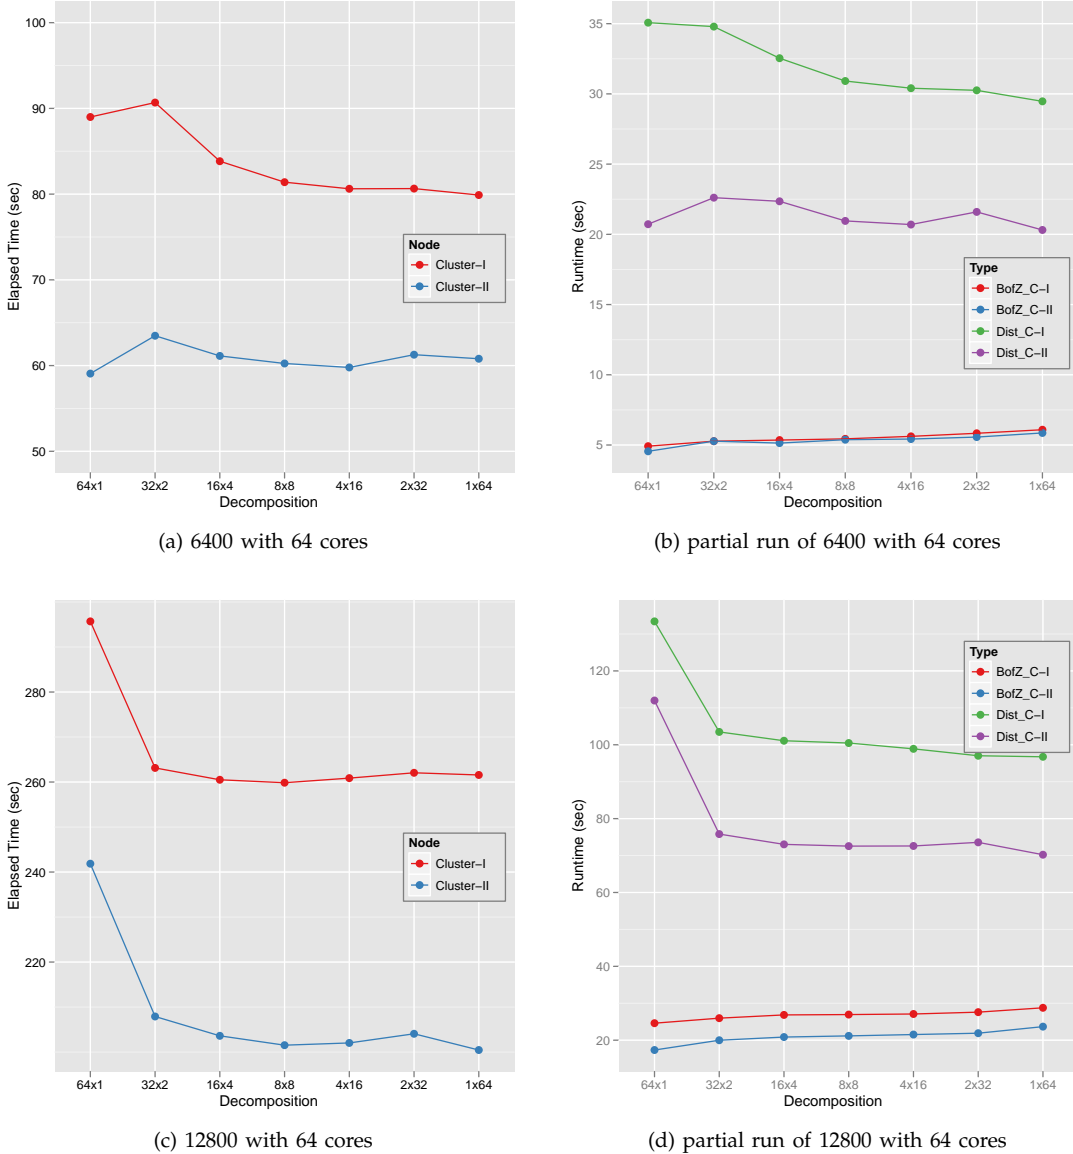 100
90
80
70
60
50
Elapsed Time (sec)
Node
Cluster−I
Cluster−II
64x1 32x2 16x4 8x8 4x16 2x32 1x64
Decomposition
(a) 6400 with 64 cores
35
30
25
20
15
10
5
Runtime (sec)
Type
BofZ_C−I
BofZ_C−II
Dist_C−I
Dist_C−II
64x1 32x2 16x4 8x8 4x16 2x32 1x64
Decomposition
(b) partial run of 6400 with 64 cores
280
260
240
220
Elapsed Time (sec)
Node
Cluster−I
Cluster−II
64x1 32x2 16x4 8x8 4x16 2x32 1x64
Decomposition
(c) 12800 with 64 cores
120
100
80
60
40
20
Runtime (sec)
Type
BofZ_C−I
BofZ_C−II
Dist_C−I
Dist_C−II
64x1 32x2 16x4 8x8 4x16 2x32 1x64
Decomposition
(d) partial run of 12800 with 64 cores